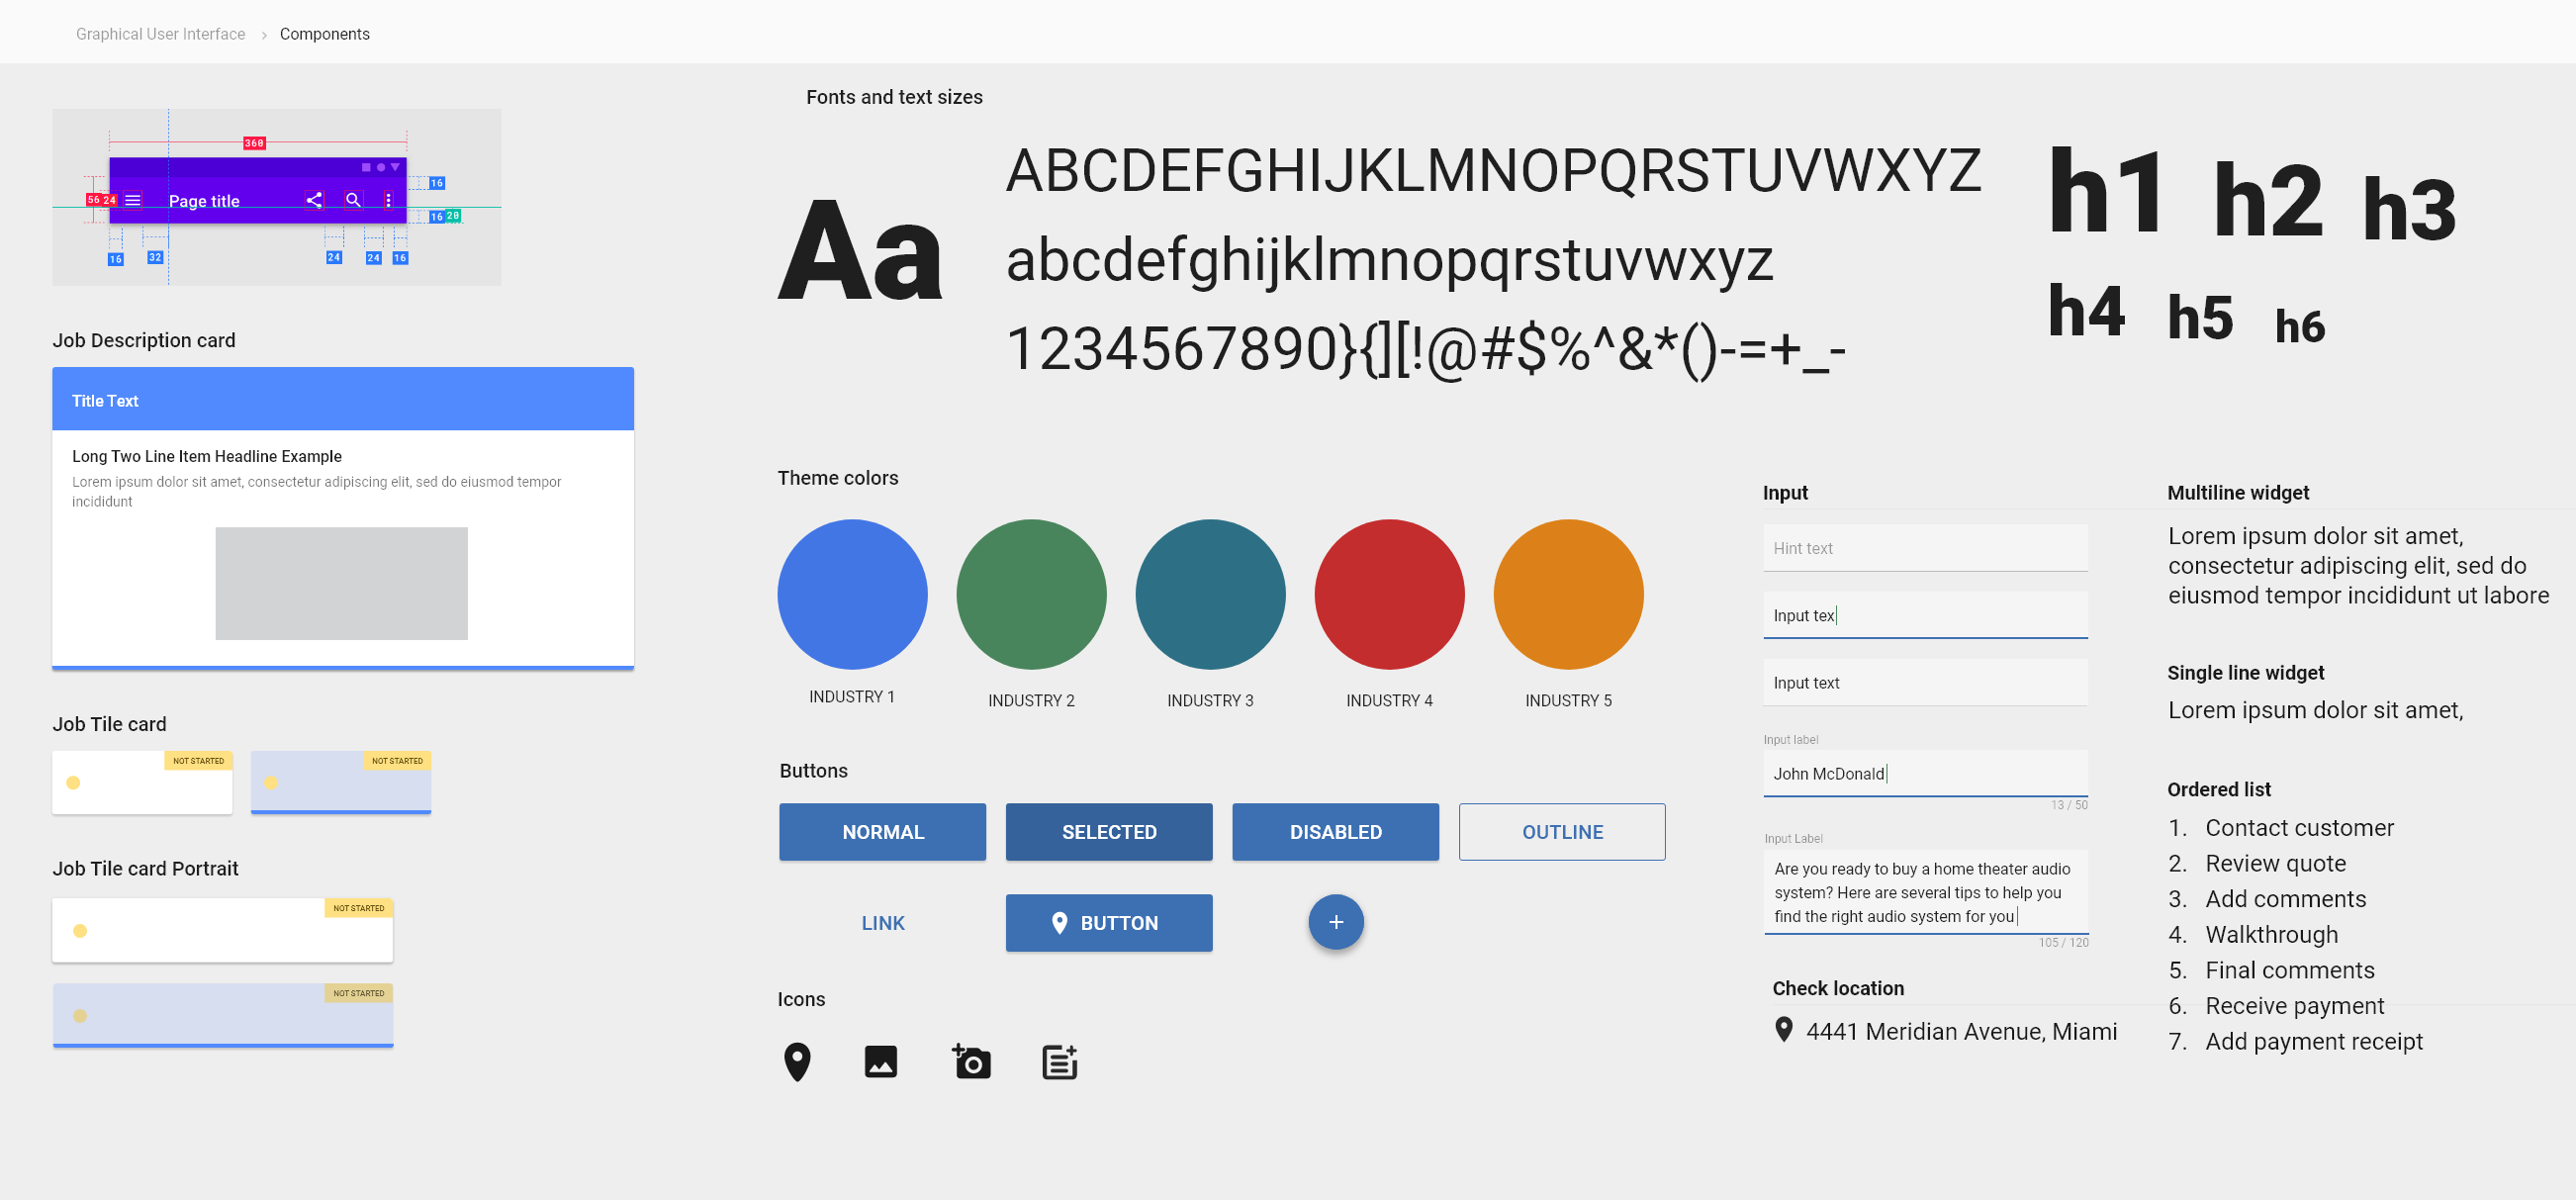 Graphical User Interface › Components
360
56 24
Page title
16
16 20
16
32
24
24
16
Job Description card
Title Text
Long Two Line Item Headline Example
Lorem ipsum dolor sit amet, consectetur adipiscing elit, sed do eiusmod tempor
incididunt
Job Tile card
NOT STARTED
NOT STARTED
Job Tile card Portrait
NOT STARTED
NOT STARTED
Fonts and text sizes
Aa
ABCDEFGHIJKLMNOPQRSTUVWXYZ
abcdefghijklmnopqrstuvwxyz
1234567890}{][!@#$%^&*()-=+_-
h1 h2 h3
h4 h5 h6
Theme colors
INDUSTRY 1
INDUSTRY 2
INDUSTRY 3
INDUSTRY 4
INDUSTRY 5
Buttons
NORMAL
SELECTED
DISABLED
OUTLINE
LINK
BUTTON
+
Icons
Input
Hint text
Input tex
Input text
Input label
John McDonald
13 / 50
Input Label
Are you ready to buy a home theater audio
system? Here are several tips to help you
find the right audio system for you
105 / 120
Check location
4441 Meridian Avenue, Miami
Multiline widget
Lorem ipsum dolor sit amet,
consectetur adipiscing elit, sed do
eiusmod tempor incididunt ut labore
Single line widget
Lorem ipsum dolor sit amet,
Ordered list
1. Contact customer
2. Review quote
3. Add comments
4. Walkthrough
5. Final comments
6. Receive payment
7. Add payment receipt